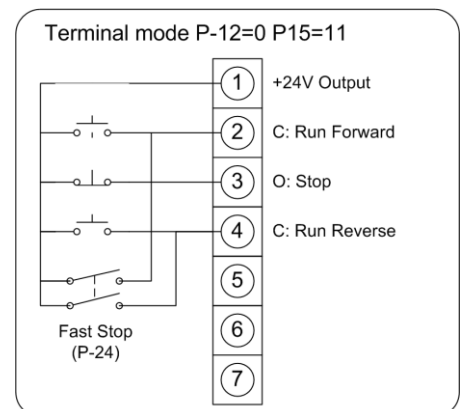 Terminal mode P-12=0 P15=11
1 +24V Output
2 C: Run Forward
3 O: Stop
4 C: Run Reverse
5
6
7
Fast Stop
(P-24)